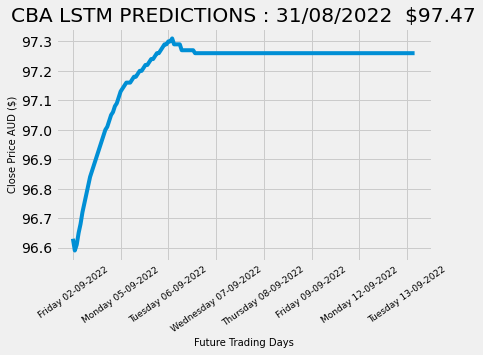 CBA LSTM PREDICTIONS : 31/08/2022 $97.47
97.3
97.2
97.1
97.0
96.9
96.8
96.7
96.6
Close Price AUD ($)
Friday 02-09-2022
Monday 05-09-2022
Tuesday 06-09-2022
Wednesday 07-09-2022
Thursday 08-09-2022
Friday 09-09-2022
Monday 12-09-2022
Tuesday 13-09-2022
Future Trading Days